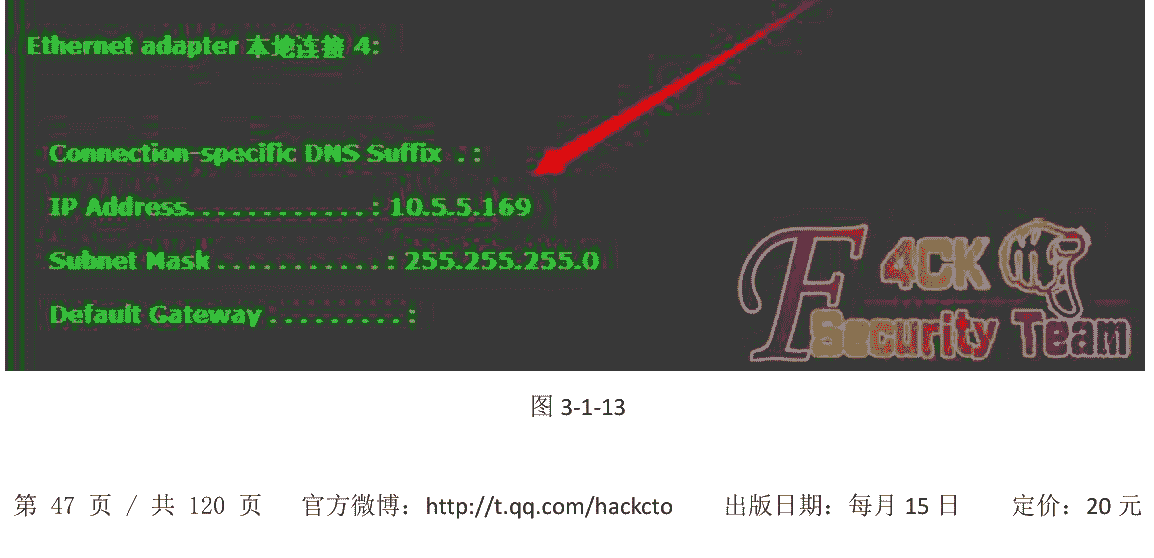 Ethernet adapter 本地连接 4:
Connection-specific DNS Suffix . :
IP Address. . . . . . . . . . . . : 10.5.5.169
Subnet Mask . . . . . . . . . . . : 255.255.255.0
Default Gateway . . . . . . . . . :
F4CK
Security Team
图 3-1-13
第 47 页 / 共 120 页 官方微博：http://t.qq.com/hackcto 出版日期：每月 15 日 定价：20 元